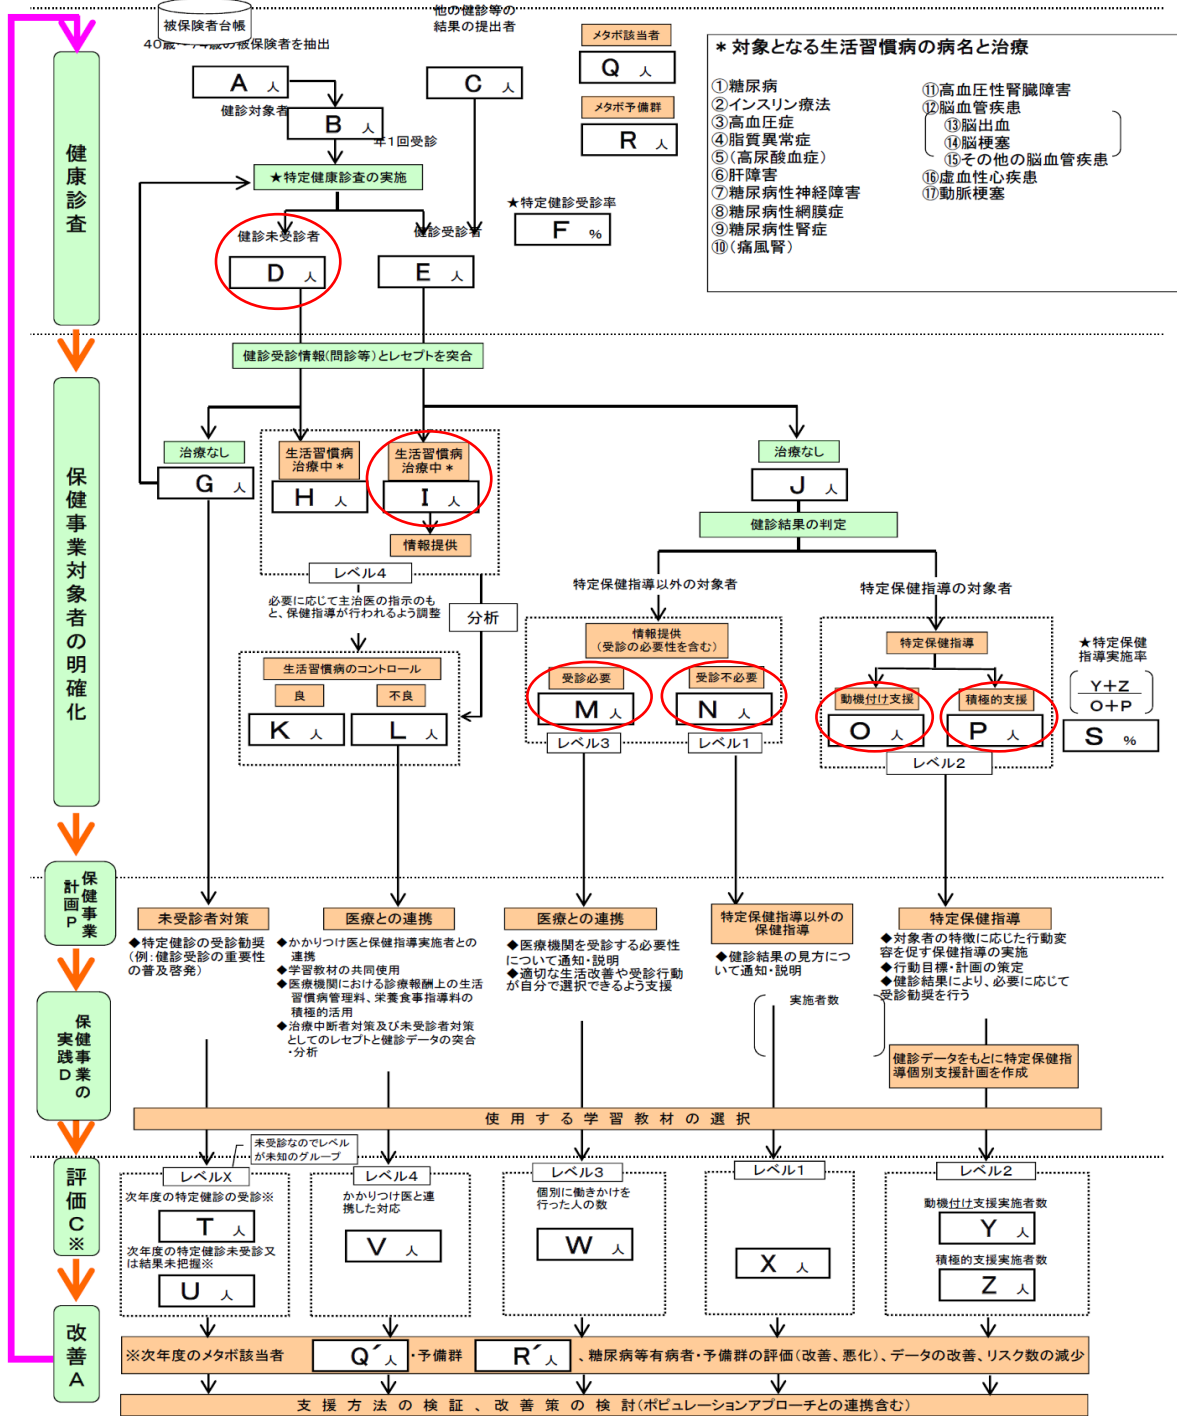 被保険者台帳
40歳~74歳の被保険者を抽出
他の健診等の
結果の提出者
A 人
健診対象者
B 人
年1回受診
C 人
メタボ該当者
Q 人
メタボ予備群
R 人
★特定健康診査の実施
★特定健診受診率
F %
健診未受診者
D 人
健診受診者
E 人
*対象となる生活習慣病の病名と治療
①糖尿病
②インスリン療法
③高血圧症
④脂質異常症
⑤(高尿酸血症)
⑥肝障害
⑦糖尿病性神経障害
⑧糖尿病性網膜症
⑨糖尿病性腎症
⑩(痛風腎)
⑪高血圧性腎臓障害
⑫脳血管疾患
⑬脳出血
⑭脳梗塞
⑮その他の脳血管疾患
⑯虚血性心疾患
⑰動脈梗塞
健康診査
健診受診情報(問診等)とレセプトを突合
保健事業対象者の明確化
治療なし
G 人
生活習慣病
治療中*
H 人
生活習慣病
治療中*
I 人
情報提供
レベル4
必要に応じて主治医の指示のも
と、保健指導が行われるよう調整
分析
生活習慣病のコントロール
良
不良
K 人
L 人
治療なし
J 人
健診結果の判定
特定保健指導以外の対象者
特定保健指導の対象者
情報提供
(受診の必要性を含む)
受診必要
M 人
レベル3
受診不必要
N 人
レベル1
特定保健指導
動機付け支援
O 人
積極的支援
P 人
レベル2
★特定保健
指導実施率
Y+Z
O+P
S %
保健事業
計画P
未受診者対策
◆特定健診の受診勧奨
(例:健診受診の重要性
の普及啓発)
医療との連携
◆かかりつけ医と保健指導実施者との
連携
◆学習教材の共同使用
◆医療機関における診療報酬上の生活
習慣病管理料、栄養食事指導料の
積極的活用
◆治療中断者対策及び未受診者対策
としてのレセプトと健診データの突合
・分析
医療との連携
◆医療機関を受診する必要性
について通知・説明
◆適切な生活改善や受診行動
が自分で選択できるよう支援
特定保健指導以外の
保健指導
◆健診結果の見方につ
いて通知・説明
実施者数
特定保健指導
◆対象者の特徴に応じた行動変
容を促す保健指導の実施
◆行動目標・計画の策定
◆健診結果により、必要に応じて
受診勧奨を行う
健診データをもとに特定保健指
導個別支援計画を作成
保健事業の
実践D
使用する学習教材の選択
評価C※
未受診なのでレベル
が未知のグループ
レベルX
次年度の特定健診の受診※
T 人
次年度の特定健診未受診又
は結果未把握※
U 人
レベル4
かかりつけ医と連
携した対応
V 人
レベル3
個別に働きかけを
行った人の数
W 人
レベル1
X 人
レベル2
動機付け支援実施者数
Y 人
積極的支援実施者数
Z 人
改善A
※次年度のメタボ該当者 Q´人 ・予備群 R´人 、糖尿病等有病者・予備群の評価(改善、悪化)、データの改善、リスク数の減少
支援方法の検証、改善策の検討(ポピュレーションアプローチとの連携含む)